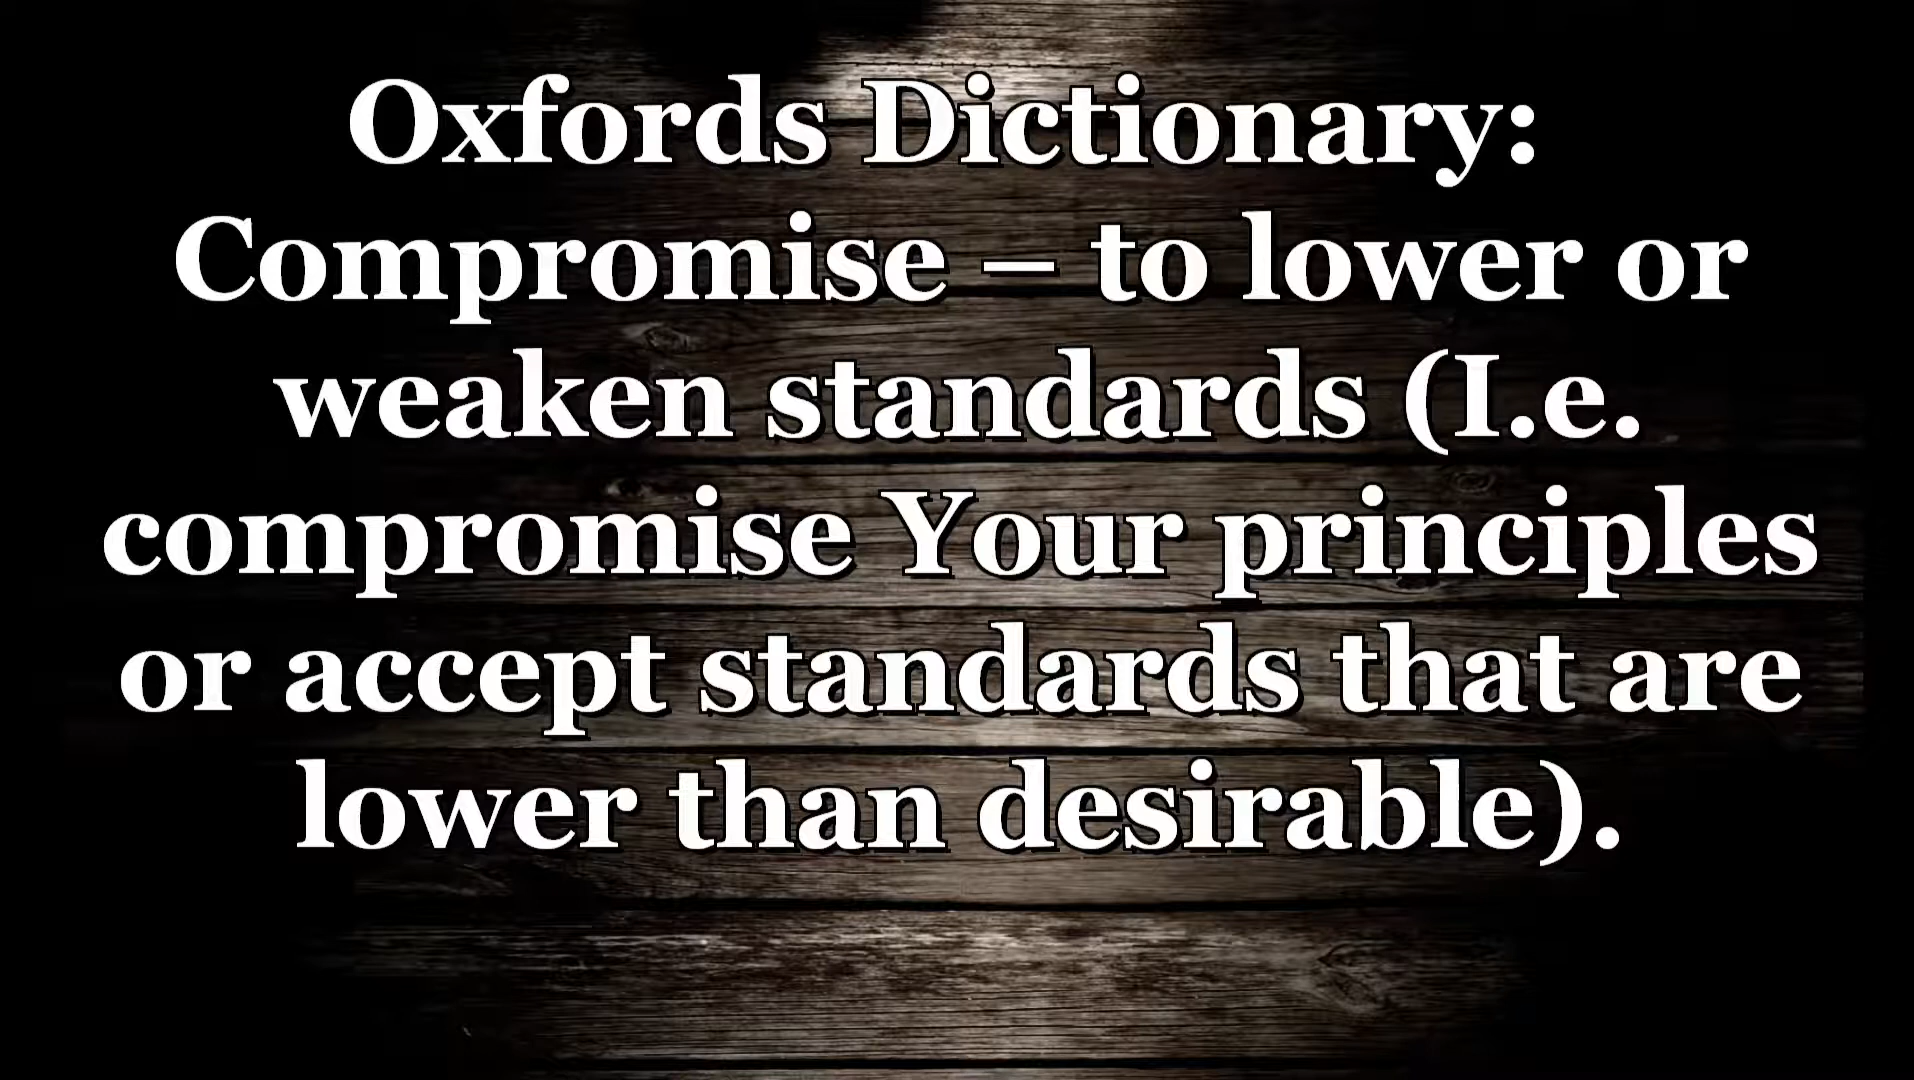 Oxfords Dictionary:
Compromise – to lower or
weaken standards (I.e.
compromise Your principles
or accept standards that are
lower than desirable).